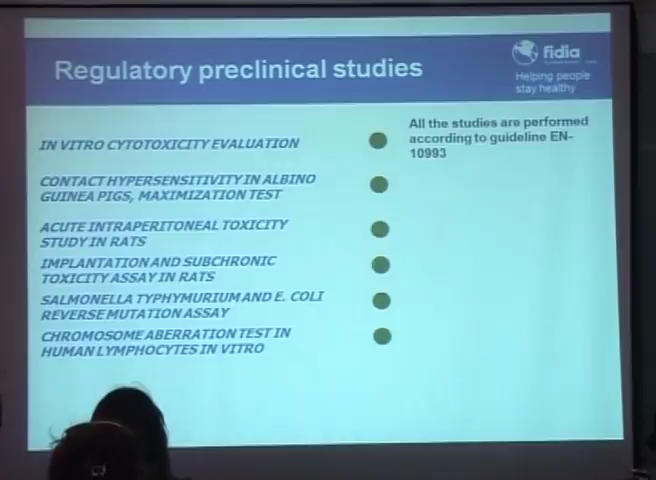 Regulatory preclinical studies
fidia
Helping people
stay healthy
IN VITRO CYTOTOXICITY EVALUATION
CONTACT HYPERSENSITIVITY IN ALBINO
GUINEA PIGS, MAXIMIZATION TEST
ACUTE INTRAPERITONEAL TOXICITY
STUDY IN RATS
IMPLANTATION AND SUBCHRONIC
TOXICITY ASSAY IN RATS
SALMONELLA TYPHYMURIUM AND E. COLI
REVERSE MUTATION ASSAY
CHROMOSOME ABERRATION TEST IN
HUMAN LYMPHOCYTES IN VITRO
All the studies are performed
according to guideline EN-
10993